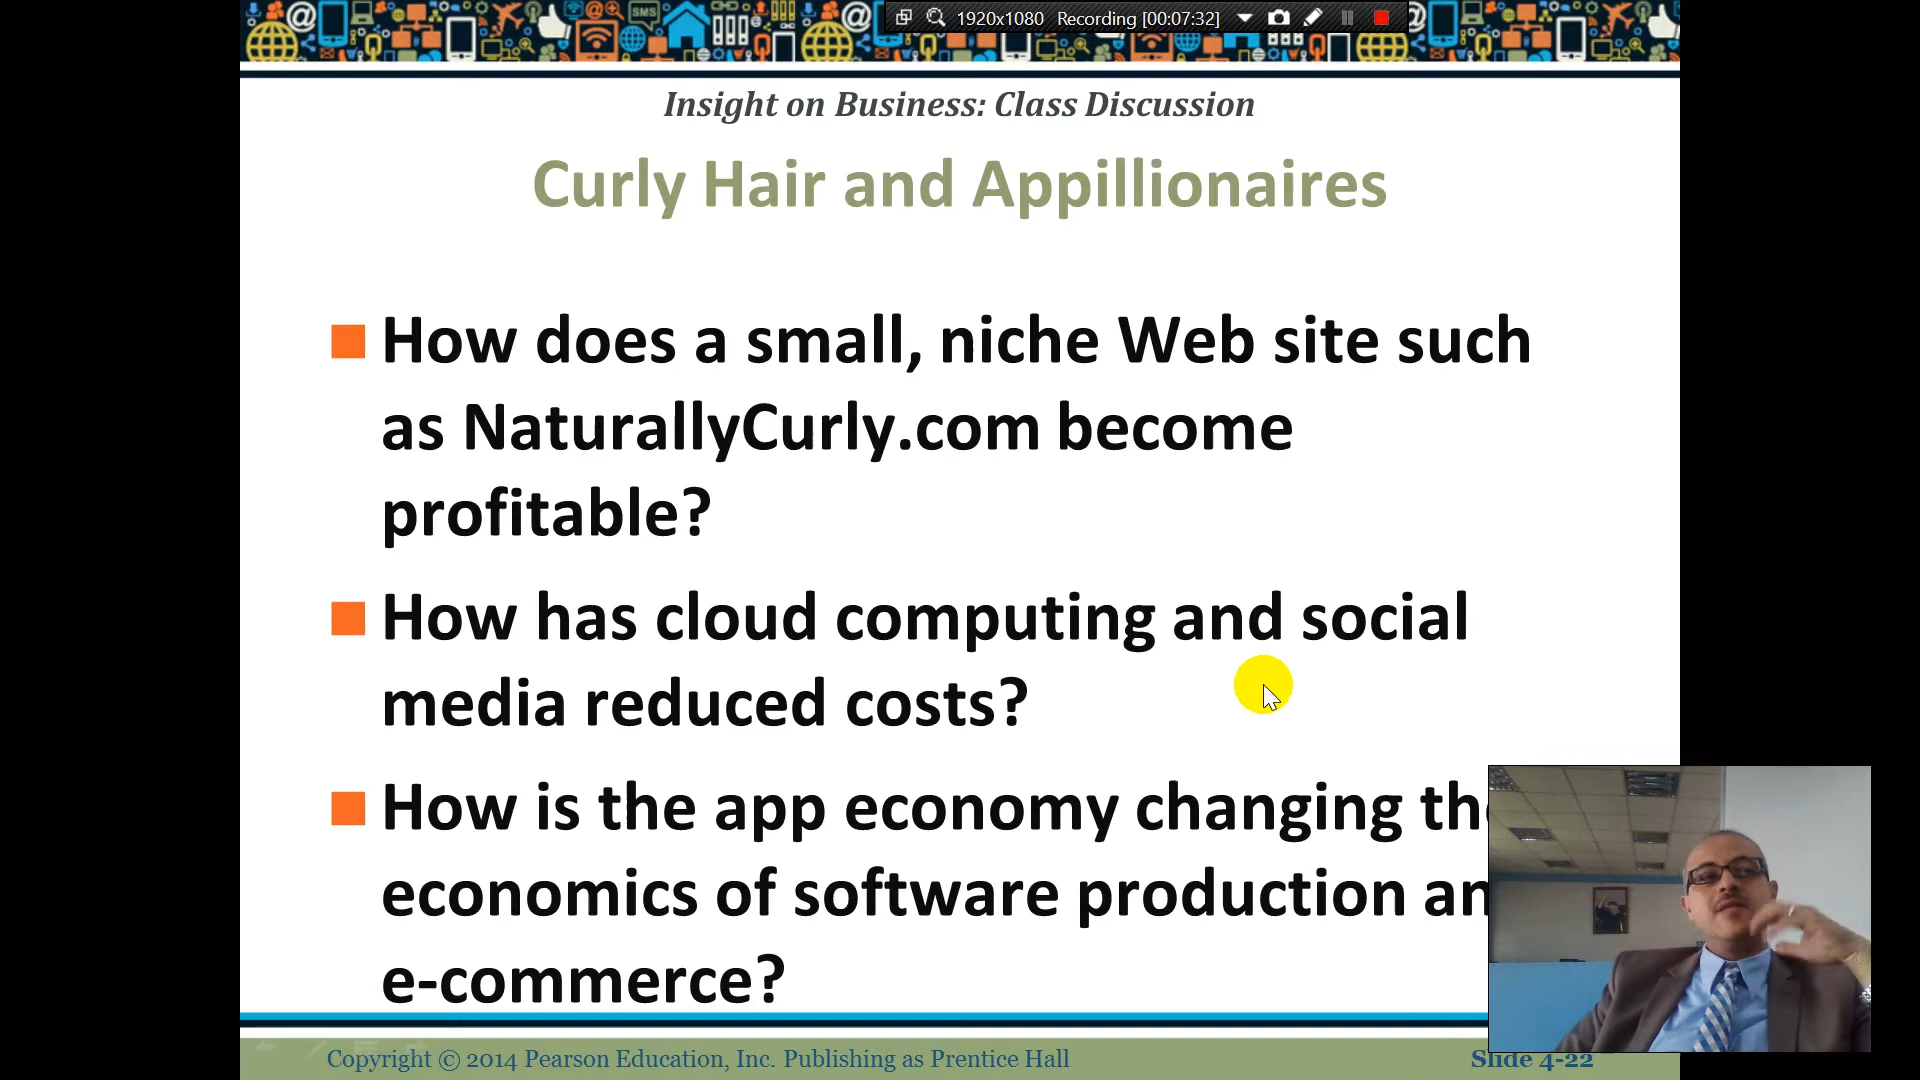 1920x1080 Recording [00:07:32]
SMS
Insight on Business: Class Discussion
Curly Hair and Appillionaires
How does a small, niche Web site such
as NaturallyCurly.com become
profitable?
How has cloud computing and social
media reduced costs?
How is the app economy changing th
economics of software production an
e-commerce?
Copyright © 2014 Pearson Education, Inc. Publishing as Prentice Hall
Slide 4-22